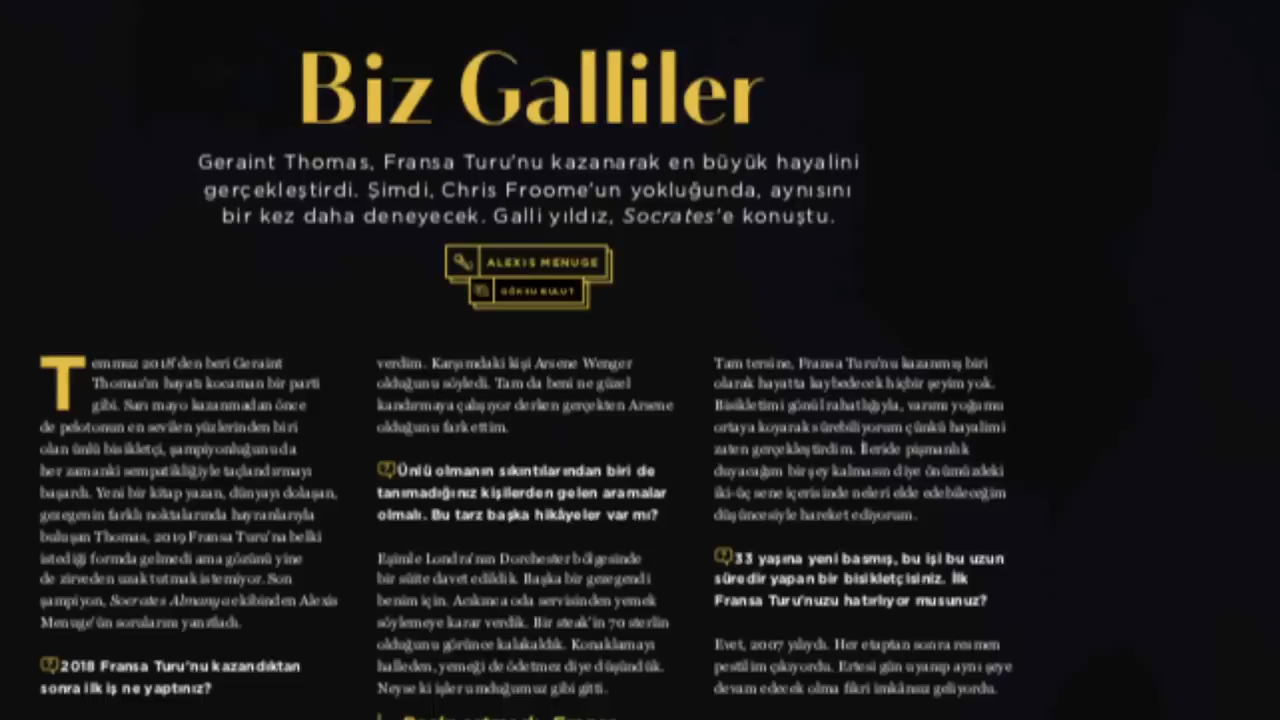 Biz Galliler
Geraint Thomas, Fransa Turu'nu kazanarak en büyük hayalini
gerçekleştirdi. Şimdi, Chris Froome'un yokluğunda, aynısını
bir kez daha deneyecek. Galli yıldız, Socrates'e konuştu.
ALEXIS MENUGE
GÖKSU BULUT
Temmuz 2018'den beri Geraint
Thomas'ın hayatı kocaman bir parti
gibi. Sarı mayo kazanmadan önce
de pelotonun en sevilen yüzlerinden biri
olan ünlü bisikletçi, şampiyonluğunu da
her zamanki sempatikliğiyle taçlandırmayı
başardı. Yeni bir kitap yazan, dünyayı dolaşan,
gezegenin farklı noktalarında hayranlarıyla
buluşan Thomas, 2019 Fransa Turu'na belki
istediği formda gelmedi ama gözünü yine
de zirveden uzak tutmak istemiyor. Son
şampiyon, Socrates Almanya ekibinden Alexis
Menuge'ün sorularını yanıtladı.
2018 Fransa Turu'nu kazandıktan
sonra ilk iş ne yaptınız?
verdim. Karşımdaki kişi Arsene Wenger
olduğunu söyledi. Tam da beni ne güzel
kandırmaya çalışıyor derken gerçekten Arsene
olduğunu fark ettim.
Ünlü olmanın sıkıntılarından biri de
tanımadığınız kişilerden gelen aramalar
olmalı. Bu tarz başka hikâyeler var mı?
Eşimle Londra'nın Dorchester bölgesinde
bir süite davet edildik. Başka bir gezegendi
benim için. Acıkınca oda servisinden yemek
söylemeye karar verdik. Bir steak'in 70 sterlin
olduğunu görünce kalakaldık. Konaklamayı
halleden, yemeği de ödetmez diye düşündük.
Neyse ki işler umduğumuz gibi gitti.
Tam tersine, Fransa Turu'nu kazanmış biri
olarak hayatta kaybedecek hiçbir şeyim yok.
Bisikletimi gönül rahatlığıyla, varımı yoğumu
ortaya koyarak sürebiliyorum çünkü hayalimi
zaten gerçekleştirdim. İleride pişmanlık
duyacağım bir şey kalmasın diye önümüzdeki
iki-üç sene içerisinde neleri elde edebileceğim
düşüncesiyle hareket ediyorum.
33 yaşına yeni basmış, bu işi bu uzun
süredir yapan bir bisikletçisiniz. İlk
Fransa Turu'nuzu hatırlıyor musunuz?
Evet, 2007 yılıydı. Her etaptan sonra resmen
pestilim çıkıyordu. Ertesi gün uyanıp aynı şeye
devam edecek olma fikri imkânsız geliyordu.